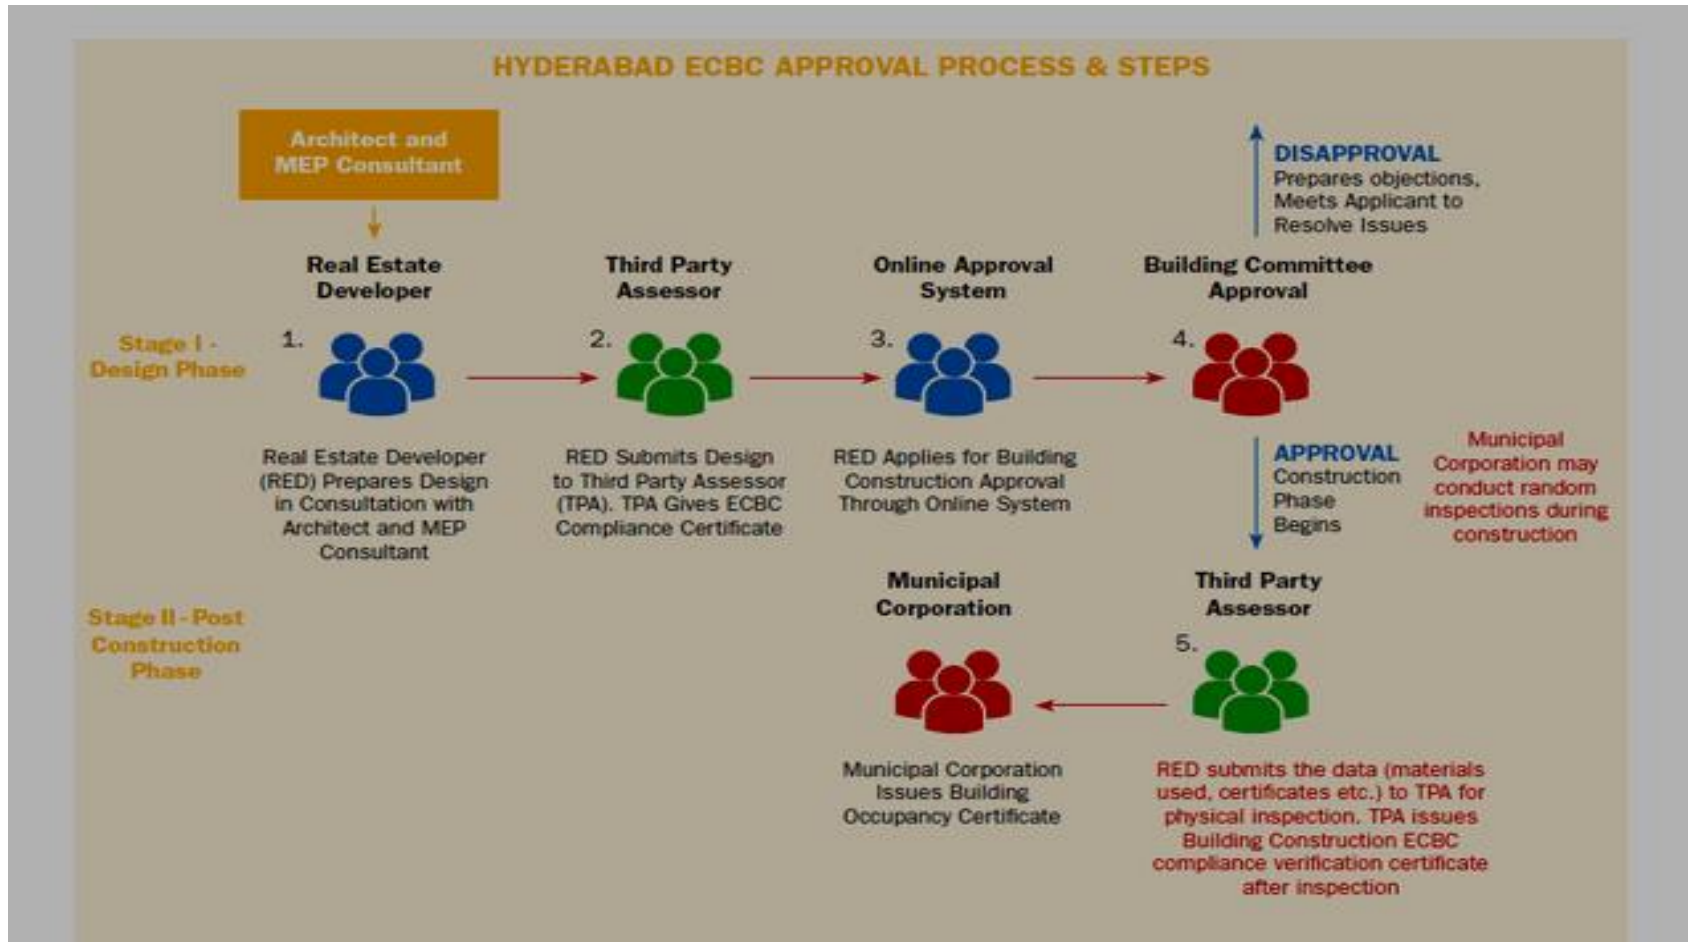 HYDERABAD ECBC APPROVAL PROCESS & STEPS
Architect and
MEP Consultant
DISAPPROVAL
Prepares objections,
Meets Applicant to
Resolve Issues
Real Estate
Developer
Third Party
Assessor
Online Approval
System
Building Committee
Approval
Stage I -
Design Phase
1.
2.
3.
4.
Real Estate Developer
(RED) Prepares Design
in Consultation with
Architect and MEP
Consultant
RED Submits Design
to Third Party Assessor
(TPA). TPA Gives ECBC
Compliance Certificate
RED Applies for Building
Construction Approval
Through Online System
APPROVAL
Construction
Phase
Begins
Municipal
Corporation may
conduct random
inspections during
construction
Stage II - Post
Construction
Phase
Municipal
Corporation
Third Party
Assessor
5.
Municipal Corporation
Issues Building
Occupancy Certificate
RED submits the data (materials
used, certificates etc.) to TPA for
physical inspection. TPA issues
Building Construction ECBC
compliance verification certificate
after inspection